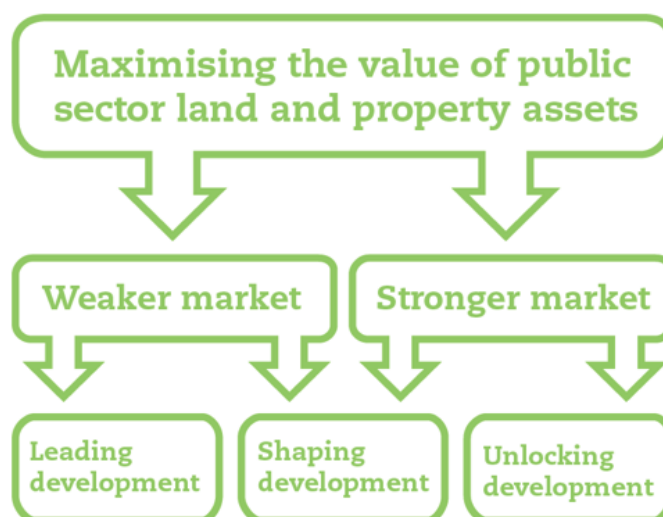 Maximising the value of public
sector land and property assets
Weaker market
Stronger market
Leading
development
Shaping
development
Unlocking
development